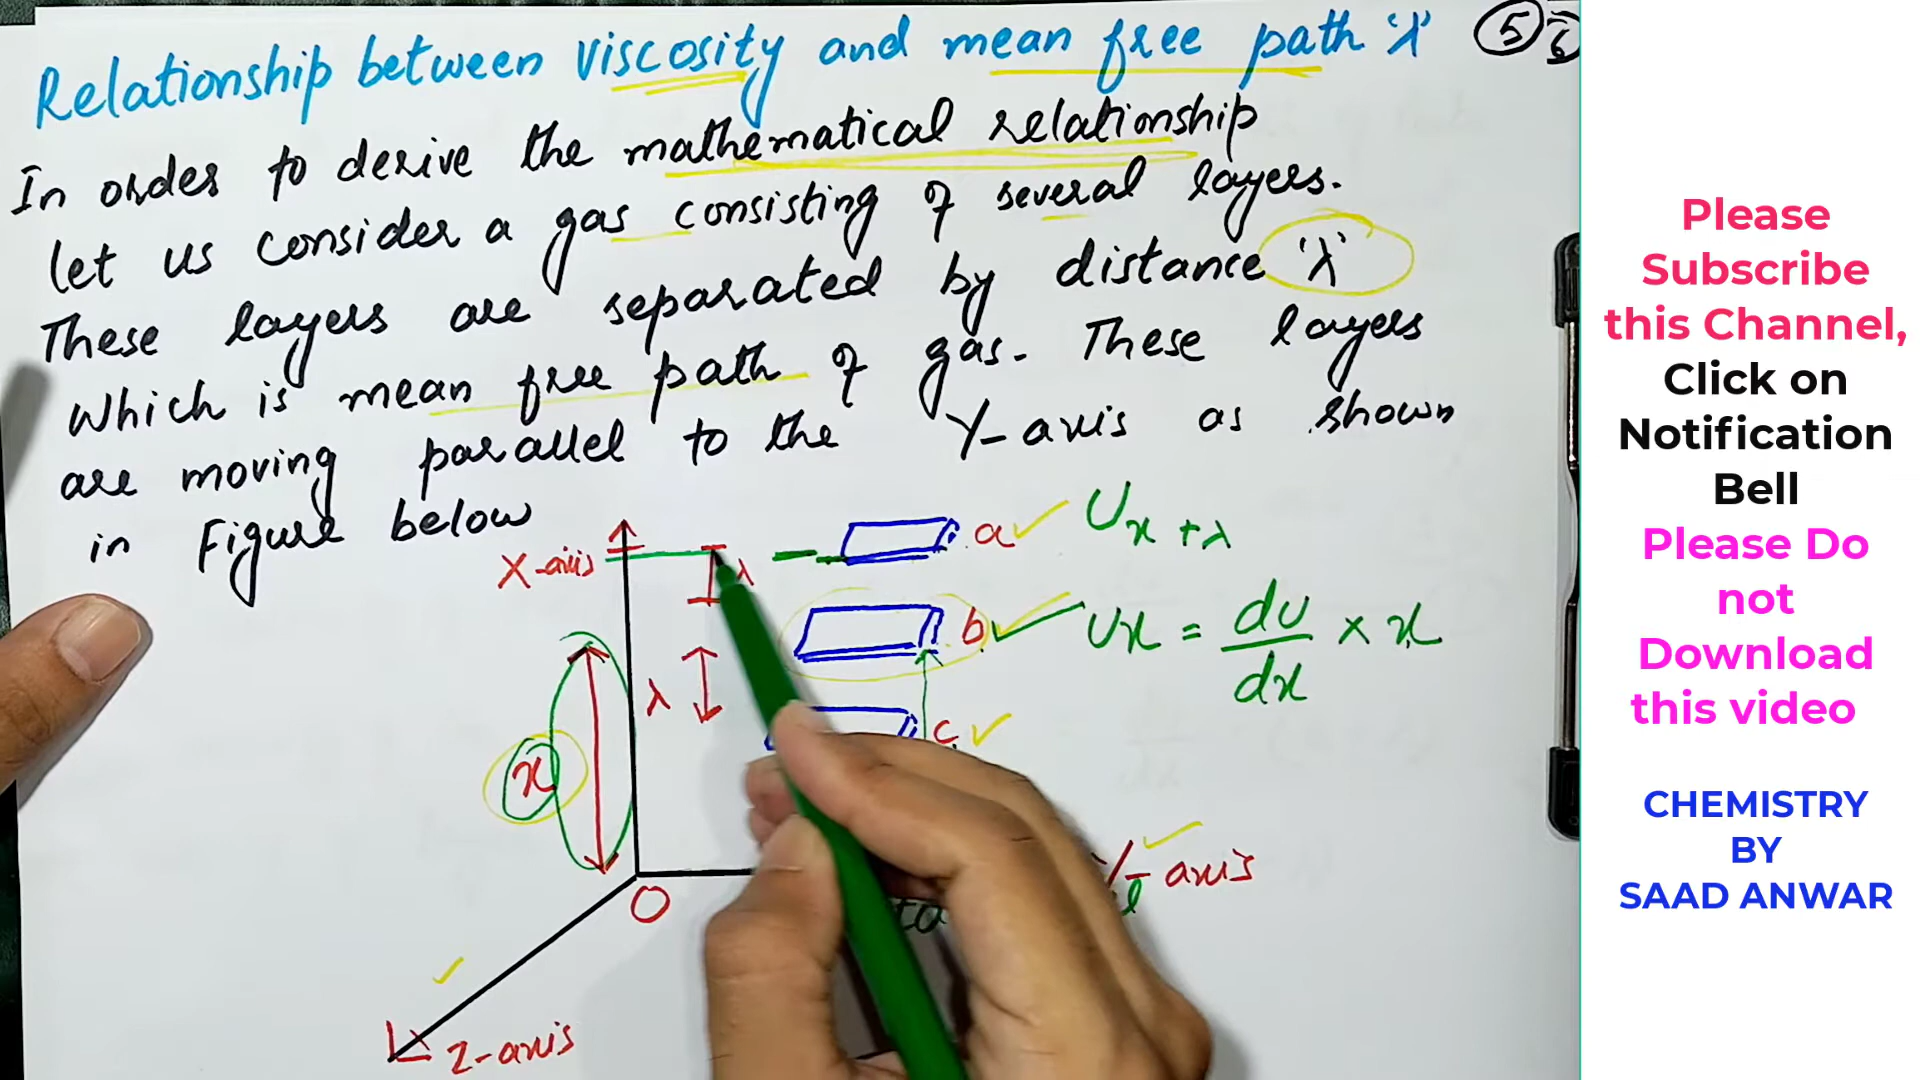 Relationship between viscosity and mean free path 'λ'
5
6
In order to derive the mathematical relationship
let us consider a gas consisting of several layers.
These layers are separated by distance 'λ'
Which is mean free path of gas. These layers
are moving parallel to the Y-axis as shown
in Figure below
X-axis
λ
a
Ux+λ
b
Ux = du/dx × x
λ
c
x
axis
O
Z-axis
Please
Subscribe
this Channel,
Click on
Notification
Bell
Please Do
not
Download
this video
CHEMISTRY
BY
SAAD ANWAR